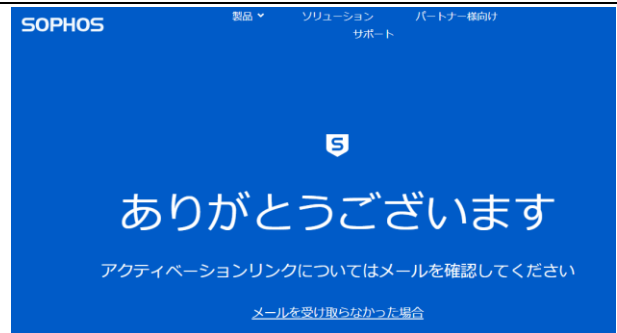 SOPHOS
製品 ソリューション パートナー様向け
サポート
S
ありがとうございます
アクティベーションリンクについてはメールを確認してください
メールを受け取らなかった場合